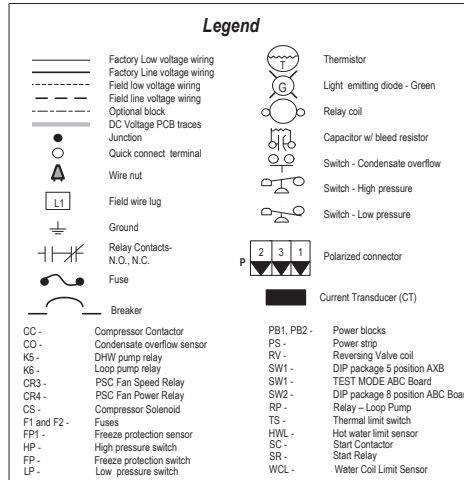 Legend
Factory Low voltage wiring
Factory Line voltage wiring
Field low voltage wiring
Field line voltage wiring
Optional block
DC Voltage PCB traces
Junction
Quick connect terminal
Wire nut
L1
Field wire lug
Ground
Relay Contacts-
N.O., N.C.
Fuse
Breaker
T
Thermistor
G
Light emitting diode - Green
Relay coil
Capacitor w/ bleed resistor
Switch - Condensate overflow
Switch - High pressure
Switch - Low pressure
P
2 3 1
Polarized connector
Current Transducer (CT)
CC - Compressor Contactor
CO - Condensate overflow sensor
K5 - DHW pump relay
K6 - Loop pump relay
CR3 - PSC Fan Speed Relay
CR4 - PSC Fan Power Relay
CS - Compressor Solenoid
F1 and F2 - Fuses
FP1 - Freeze protection sensor
HP - High pressure switch
FP - Freeze protection switch
LP - Low pressure switch
PB1, PB2 - Power blocks
PS - Power strip
RV - Reversing Valve coil
SW1 - DIP package 5 position AXB
SW1 - TEST MODE ABC Board
SW2 - DIP package 8 position ABC Board
RP - Relay – Loop Pump
TS - Thermal limit switch
HWL - Hot water limit sensor
SC - Start Contactor
SR - Start Relay
WCL - Water Coil Limit Sensor